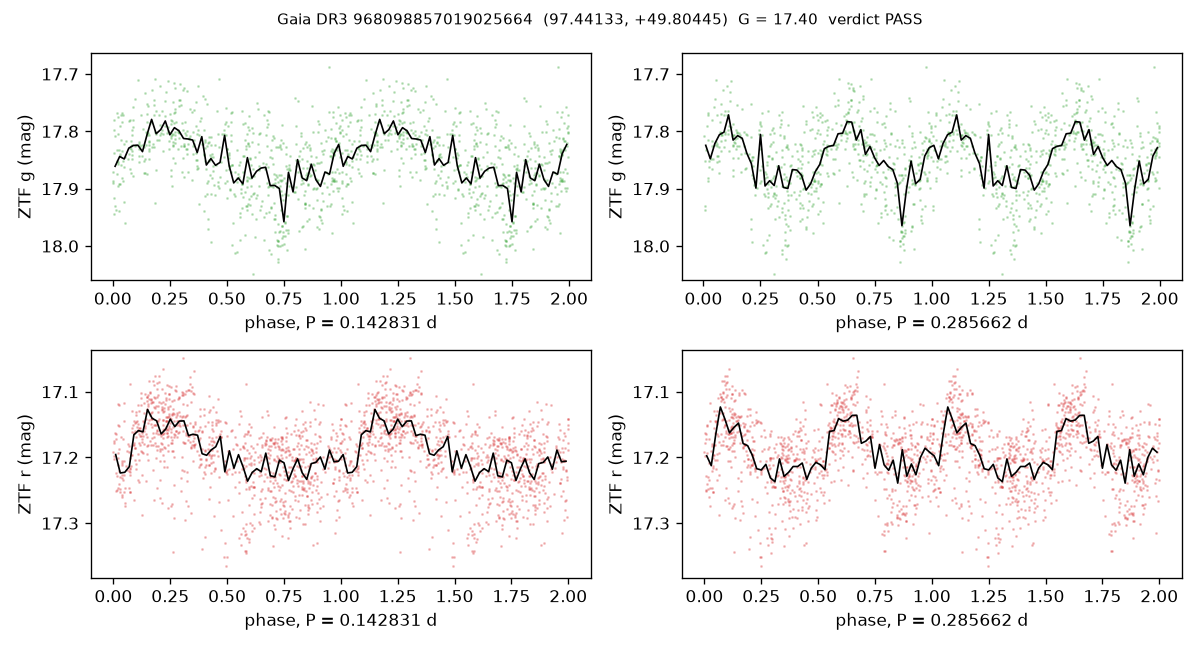 Gaia DR3 968098857019025664  (97.44133, +49.80445)  G = 17.40  verdict PASS
17.7
17.8
17.9
18.0
ZTF g (mag)
0.00 0.25 0.50 0.75 1.00 1.25 1.50 1.75 2.00
phase, P = 0.142831 d
17.7
17.8
17.9
18.0
ZTF g (mag)
0.00 0.25 0.50 0.75 1.00 1.25 1.50 1.75 2.00
phase, P = 0.285662 d
17.1
17.2
17.3
ZTF r (mag)
0.00 0.25 0.50 0.75 1.00 1.25 1.50 1.75 2.00
phase, P = 0.142831 d
17.1
17.2
17.3
ZTF r (mag)
0.00 0.25 0.50 0.75 1.00 1.25 1.50 1.75 2.00
phase, P = 0.285662 d